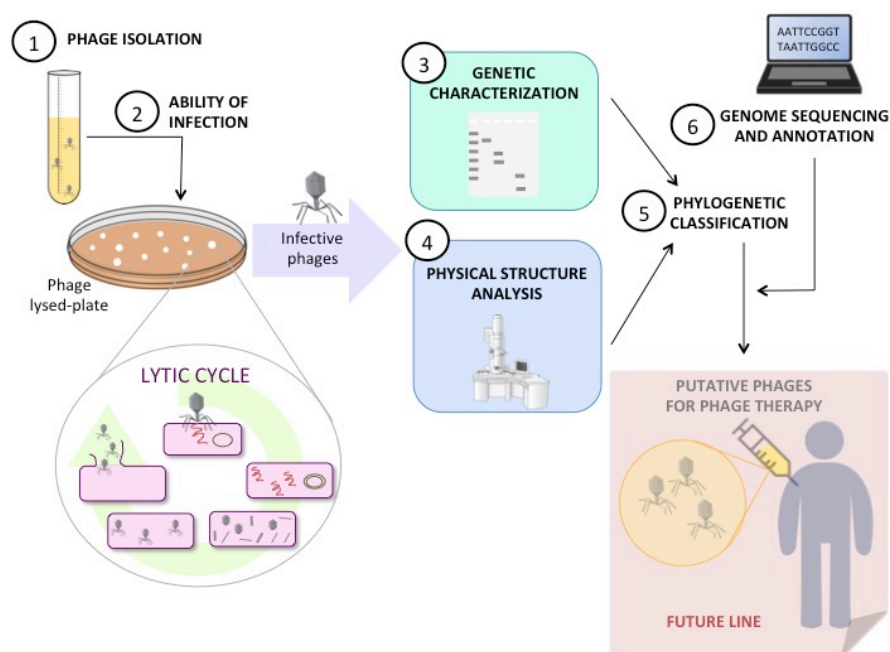 1
PHAGE ISOLATION
2
ABILITY OF
INFECTION
Phage
lysed-plate
Infective
phages
LYTIC CYCLE
3
GENETIC
CHARACTERIZATION
4
PHYSICAL STRUCTURE
ANALYSIS
5
PHYLOGENETIC
CLASSIFICATION
AATTCCGGT
TAATTGGCC
6
GENOME SEQUENCING
AND ANNOTATION
PUTATIVE PHAGES
FOR PHAGE THERAPY
FUTURE LINE